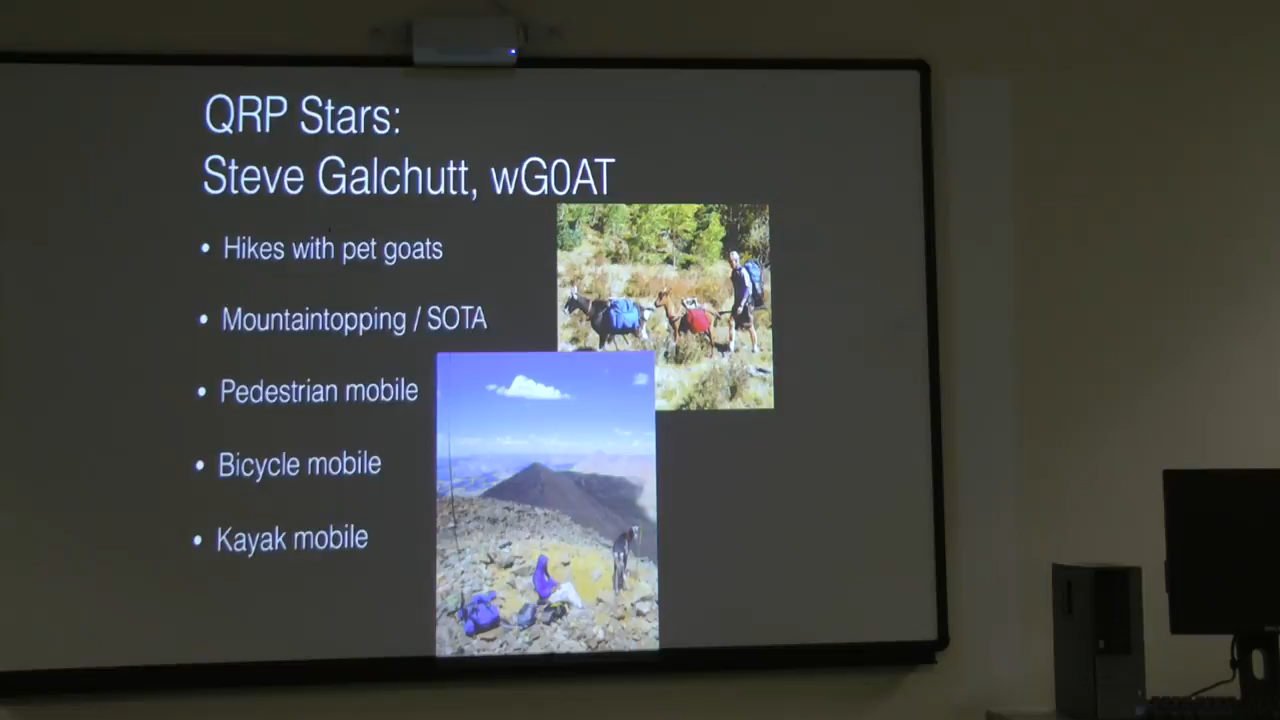 QRP Stars:
Steve Galchutt, wG0AT
• Hikes with pet goats
• Mountaintopping / SOTA
• Pedestrian mobile
• Bicycle mobile
• Kayak mobile